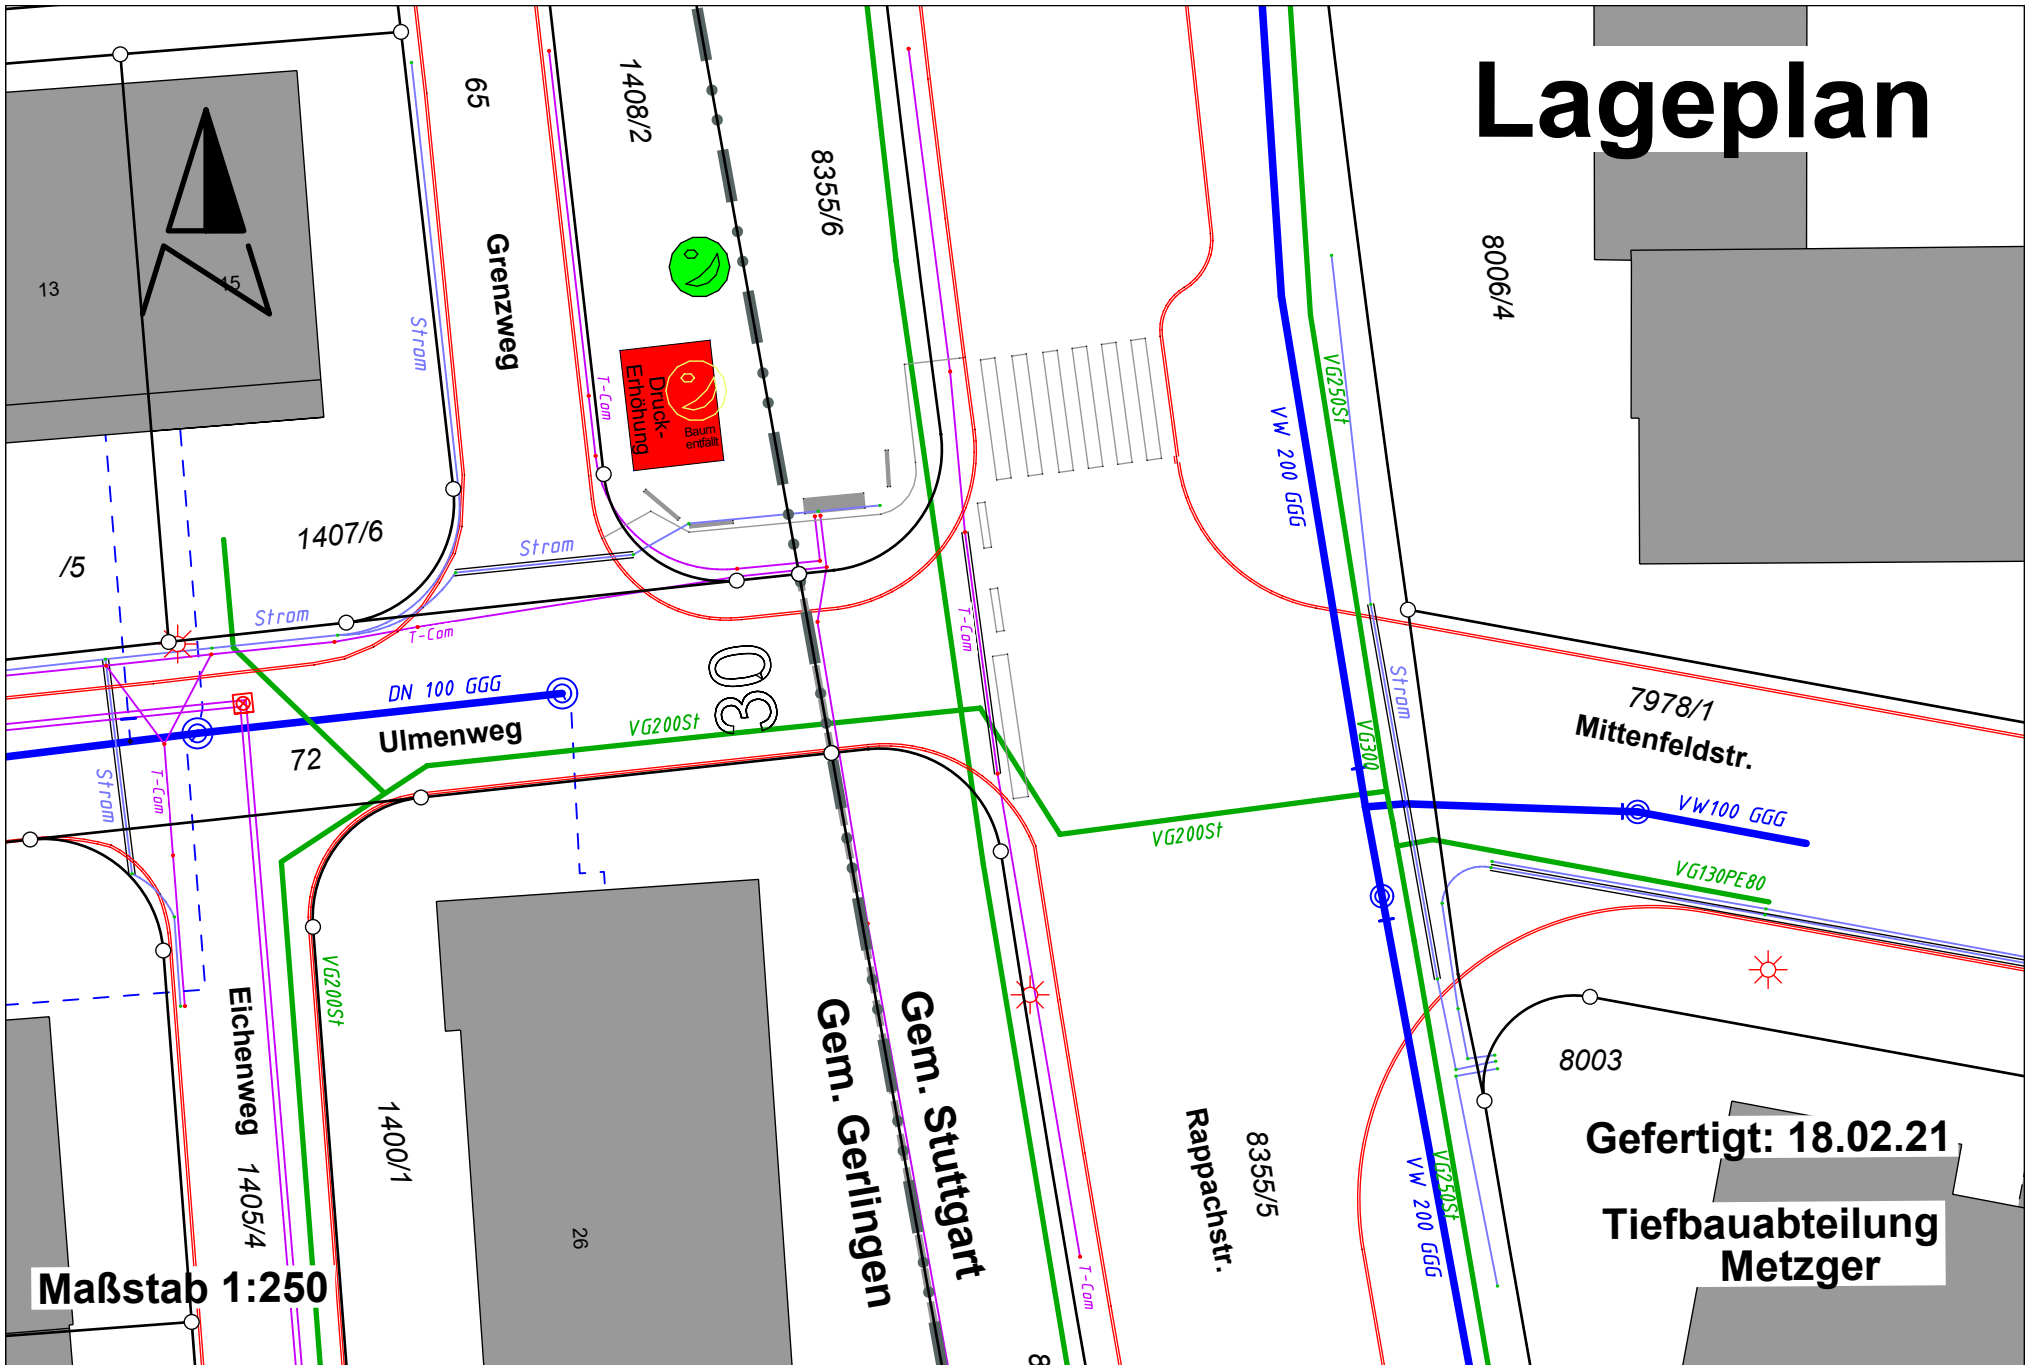 Lageplan
65
1408/2
8355/6
8006/4
13
15
Grenzweg
Strom
T-Com
Druck-
Erhöhung
Baum
entfällt
VG250St
VW 200 GGG
/5
1407/6
Strom
Strom
T-Com
T-Com
30
DN 100 GGG
VG200St
Ulmenweg
72
Strom
T-Com
Strom
VG300
7978/1
Mittenfeldstr.
VW100 GGG
VG200St
VG130PE80
VG200St
Eichenweg
1405/4
1400/1
26
Gem. Gerlingen
Gem. Stuttgart
Rappachstr.
8355/5
VW 200 GGG
VG250St
T-Com
8003
Gefertigt: 18.02.21
Tiefbauabteilung
Metzger
Maßstab 1:250
8